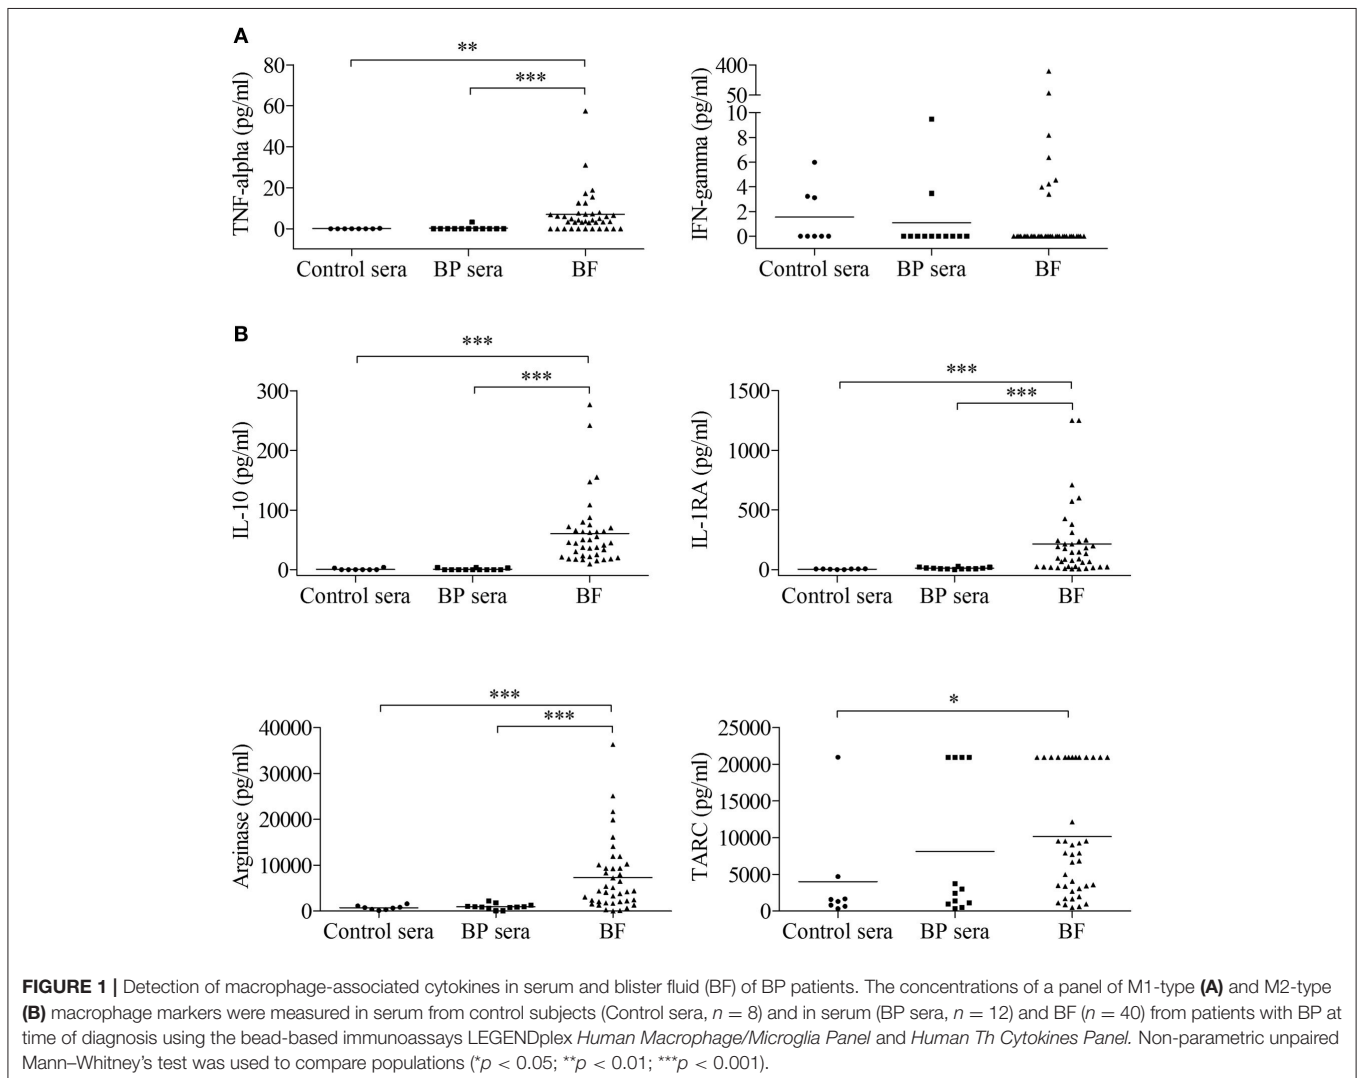 A
**
***
TNF-alpha (pg/ml)
80
60
40
20
0
Control sera BP sera BF
IFN-gamma (pg/ml)
400
50
10
8
6
4
2
0
Control sera BP sera BF
B
***
***
IL-10 (pg/ml)
300
200
100
0
Control sera BP sera BF
***
***
IL-1RA (pg/ml)
1500
1000
500
0
Control sera BP sera BF
***
***
Arginase (pg/ml)
40000
30000
20000
10000
0
Control sera BP sera BF
*
TARC (pg/ml)
25000
20000
15000
10000
5000
0
Control sera BP sera BF
FIGURE 1 | Detection of macrophage-associated cytokines in serum and blister fluid (BF) of BP patients. The concentrations of a panel of M1-type (A) and M2-type
(B) macrophage markers were measured in serum from control subjects (Control sera, n = 8) and in serum (BP sera, n = 12) and BF (n = 40) from patients with BP at
time of diagnosis using the bead-based immunoassays LEGENDplex Human Macrophage/Microglia Panel and Human Th Cytokines Panel. Non-parametric unpaired
Mann–Whitney's test was used to compare populations (*p < 0.05; **p < 0.01; ***p < 0.001).